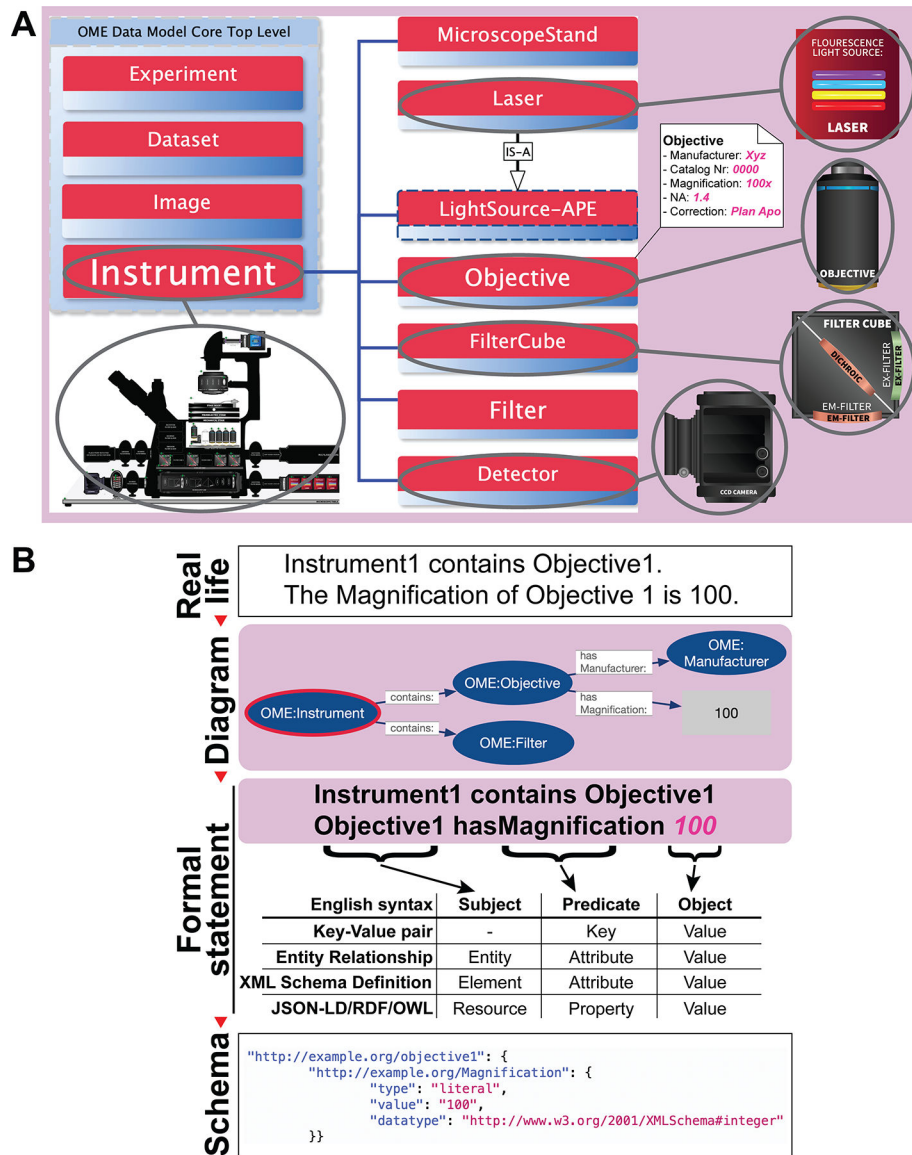 A
OME Data Model Core Top Level
Experiment
Dataset
Image
Instrument
MicroscopeStand
Laser
IS-A
LightSource-APE
Objective
FilterCube
Filter
Detector
Objective
- Manufacturer: Xyz
- Catalog Nr: 0000
- Magnification: 100x
- NA: 1.4
- Correction: Plan Apo
FLOURESCENCE
LIGHT SOURCE:
LASER
OBJECTIVE
FILTER CUBE
DICHROIC
EX-FILTER
EX-FILTER
EM-FILTER
EM-FILTER
CCD CAMERA
B
Real life
Instrument1 contains Objective1.
The Magnification of Objective 1 is 100.
Diagram
OME:Instrument
contains:
contains:
OME:Objective
OME:Filter
has
Manufacturer:
has
Magnification:
OME:
Manufacturer
100
Formal statement
Instrument1 contains Objective1
Objective1 hasMagnification 100
English syntax Subject Predicate Object
Key-Value pair - Key Value
Entity Relationship Entity Attribute Value
XML Schema Definition Element Attribute Value
JSON-LD/RDF/OWL Resource Property Value
Schema
"http://example.org/objective1": {
"http://example.org/Magnification": {
"type": "literal",
"value": "100",
"datatype": "http://www.w3.org/2001/XMLSchema#integer"
}}